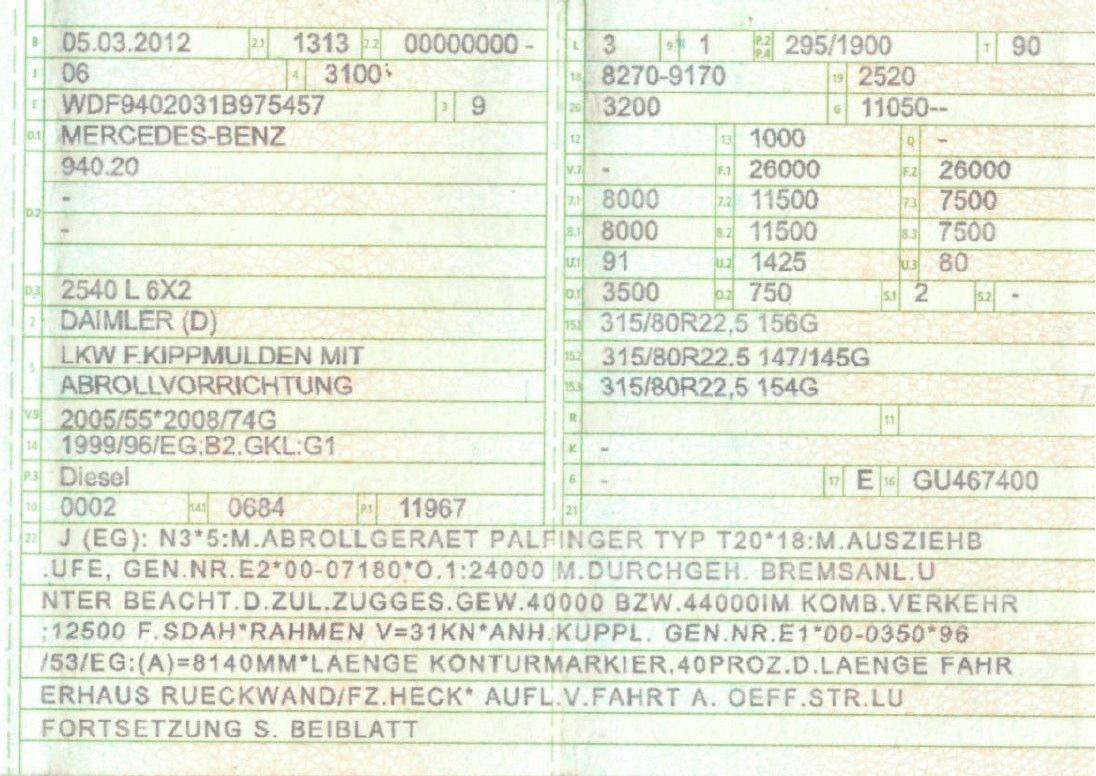 B 05.03.2012 2.1 1313 2.2 00000000 -
J 06 4 3100
E WDF9402031B975457 3 9
D.1 MERCEDES-BENZ
940.20
-
D.2
-
D.3 2540 L 6X2
2 DAIMLER (D)
5 LKW F.KIPPMULDEN MIT
ABROLLVORRICHTUNG
V.9 2005/55*2008/74G
14 1999/96/EG;B2,GKL:G1
P.3 Diesel
10 0002 14.1 0684 P.1 11967
L 3 9 1 P.2 P.4 295/1900 T 90
18 8270-9170 19 2520
20 3200 G 11050--
12 13 1000 Q -
V.7 - F.1 26000 F.2 26000
7.1 8000 7.2 11500 7.3 7500
8.1 8000 8.2 11500 8.3 7500
U.1 91 U.2 1425 U.3 80
O.1 3500 O.2 750 S.1 2 S.2 -
15.1 315/80R22,5 156G
15.2 315/80R22,5 147/145G
15.3 315/80R22,5 154G
R 11
K -
6 - 17 E 16 GU467400
21
22 J (EG): N3*5:M.ABROLLGERAET PALFINGER TYP T20*18:M.AUSZIEHB
.UFE, GEN.NR.E2*00-07180*O.1:24000 M.DURCHGEH. BREMSANL.U
NTER BEACHT.D.ZUL.ZUGGES.GEW.40000 BZW.44000IM KOMB.VERKEHR
:12500 F.SDAH*RAHMEN V=31KN*ANH.KUPPL. GEN.NR.E1*00-0350*96
/53/EG:(A)=8140MM*LAENGE KONTURMARKIER.40PROZ.D.LAENGE FAHR
ERHAUS RUECKWAND/FZ.HECK* AUFL.V.FAHRT A. OEFF.STR.LU
FORTSETZUNG S. BEIBLATT